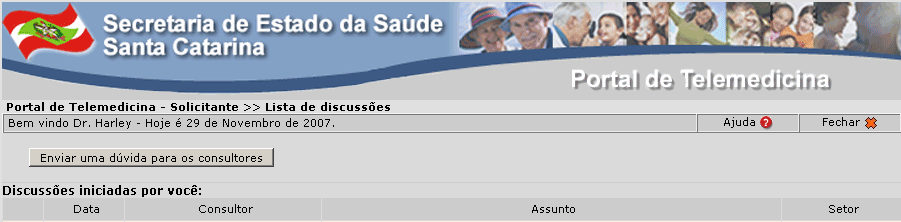 Secretaria de Estado da Saúde
Santa Catarina
Portal de Telemedicina
Portal de Telemedicina - Solicitante >> Lista de discussões
Bem vindo Dr. Harley - Hoje é 29 de Novembro de 2007. Ajuda ? Fechar
Enviar uma dúvida para os consultores
Discussões iniciadas por você:
Data Consultor Assunto Setor